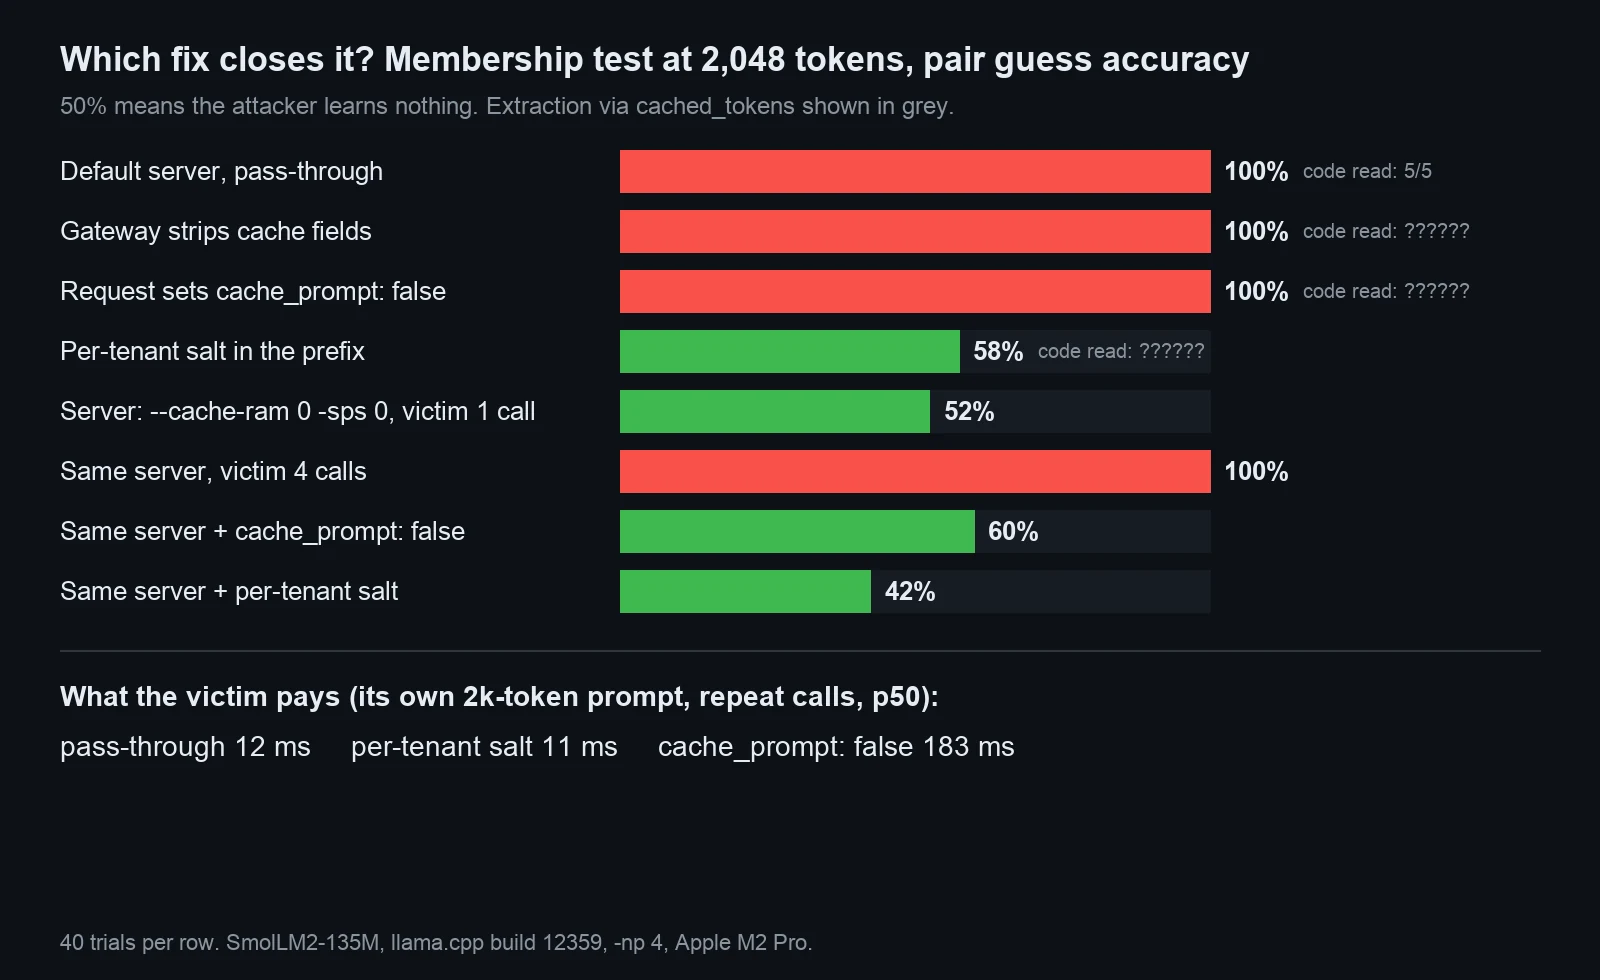 Which fix closes it? Membership test at 2,048 tokens, pair guess accuracy
50% means the attacker learns nothing. Extraction via cached_tokens shown in grey.
Default server, pass-through 100% code read: 5/5
Gateway strips cache fields 100% code read: ??????
Request sets cache_prompt: false 100% code read: ??????
Per-tenant salt in the prefix 58% code read: ??????
Server: --cache-ram 0 -sps 0, victim 1 call 52%
Same server, victim 4 calls 100%
Same server + cache_prompt: false 60%
Same server + per-tenant salt 42%
What the victim pays (its own 2k-token prompt, repeat calls, p50):
pass-through 12 ms per-tenant salt 11 ms cache_prompt: false 183 ms
40 trials per row. SmolLM2-135M, llama.cpp build 12359, -np 4, Apple M2 Pro.